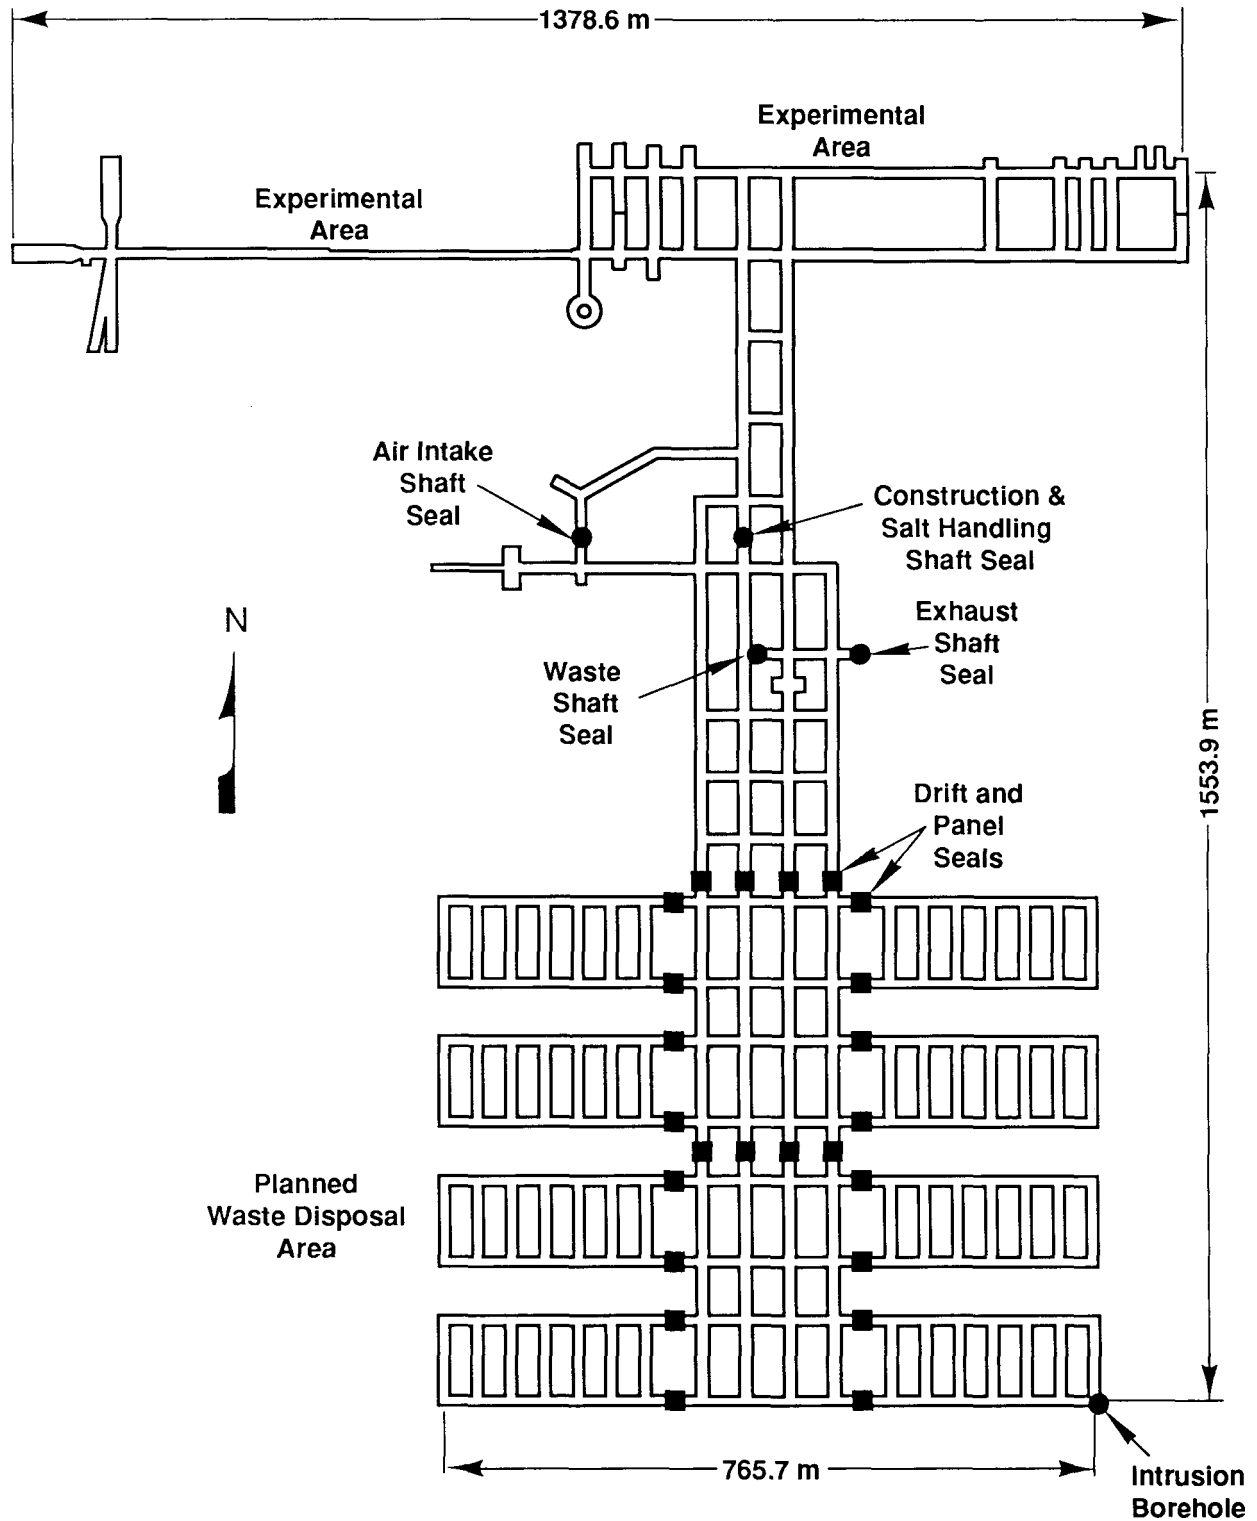 1378.6 m
Experimental
Area
Experimental
Area
Air Intake
Shaft
Seal
Construction &
Salt Handling
Shaft Seal
N
Exhaust
Shaft
Seal
Waste
Shaft
Seal
1553.9 m
Drift and
Panel
Seals
Planned
Waste Disposal
Area
765.7 m
Intrusion
Borehole